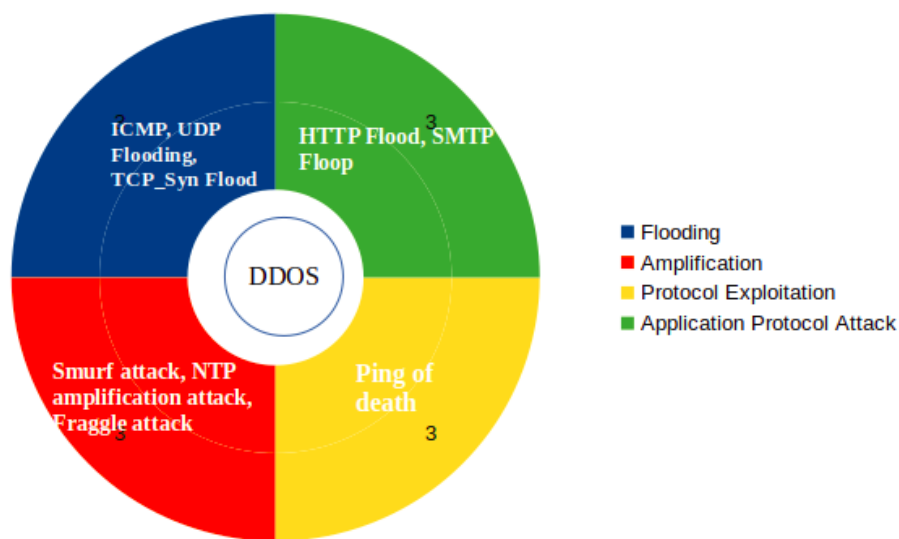 3
ICMP, UDP
Flooding,
TCP_Syn Flood
3
HTTP Flood, SMTP
Floop
DDOS
Smurf attack, NTP
amplification attack,
Fraggle attack
3
Ping of
death
3
Flooding
Amplification
Protocol Exploitation
Application Protocol Attack